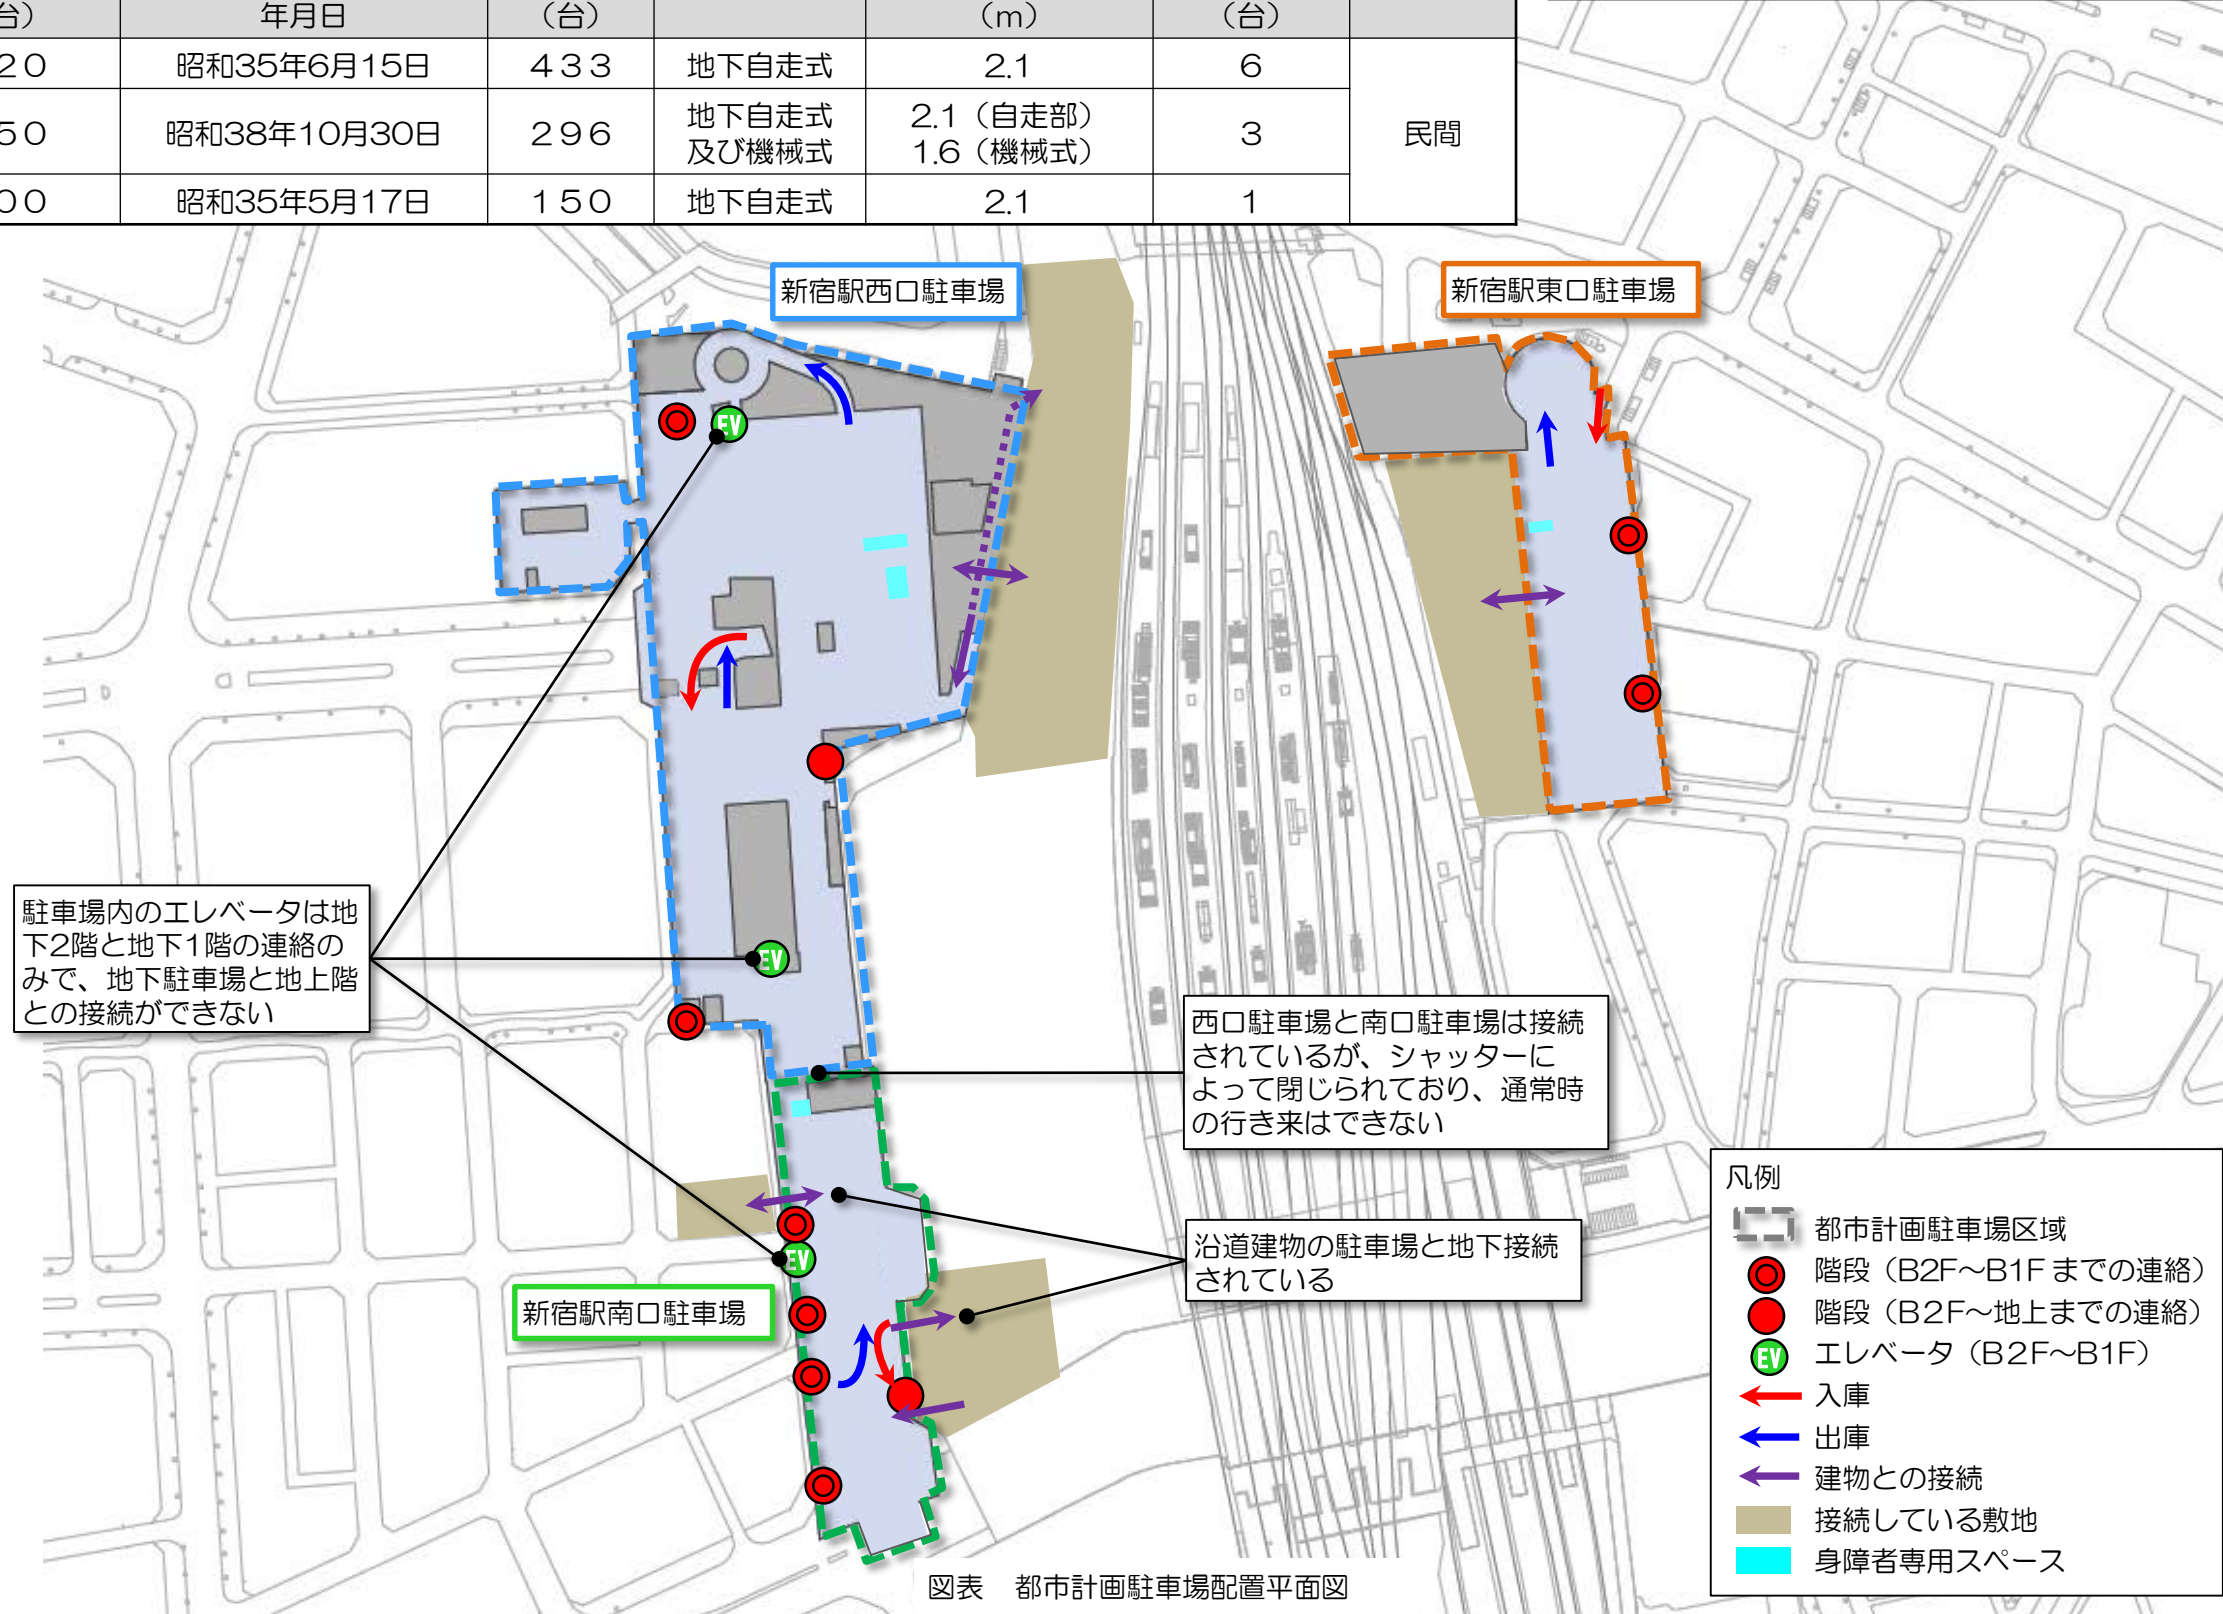 台） 年月日 （台） （ｍ） （台）
２０ 昭和35年6月15日 ４３３ 地下自走式 2.1 6
５０ 昭和38年10月30日 ２９６ 地下自走式 及び機械式 2.1（自走部） 1.6（機械式） 3 民間
００ 昭和35年5月17日 １５０ 地下自走式 2.1 1
新宿駅西口駐車場
新宿駅東口駐車場
EV
駐車場内のエレベータは地
下2階と地下1階の連絡の
みで、地下駐車場と地上階
との接続ができない
EV
西口駐車場と南口駐車場は接続
されているが、シャッターに
よって閉じられており、通常時
の行き来はできない
EV
沿道建物の駐車場と地下接続
されている
新宿駅南口駐車場
凡例
都市計画駐車場区域
階段（B2F～B1Fまでの連絡）
階段（B２F～地上までの連絡）
EV エレベータ（B２F～B1F）
入庫
出庫
建物との接続
接続している敷地
身障者専用スペース
図表　都市計画駐車場配置平面図